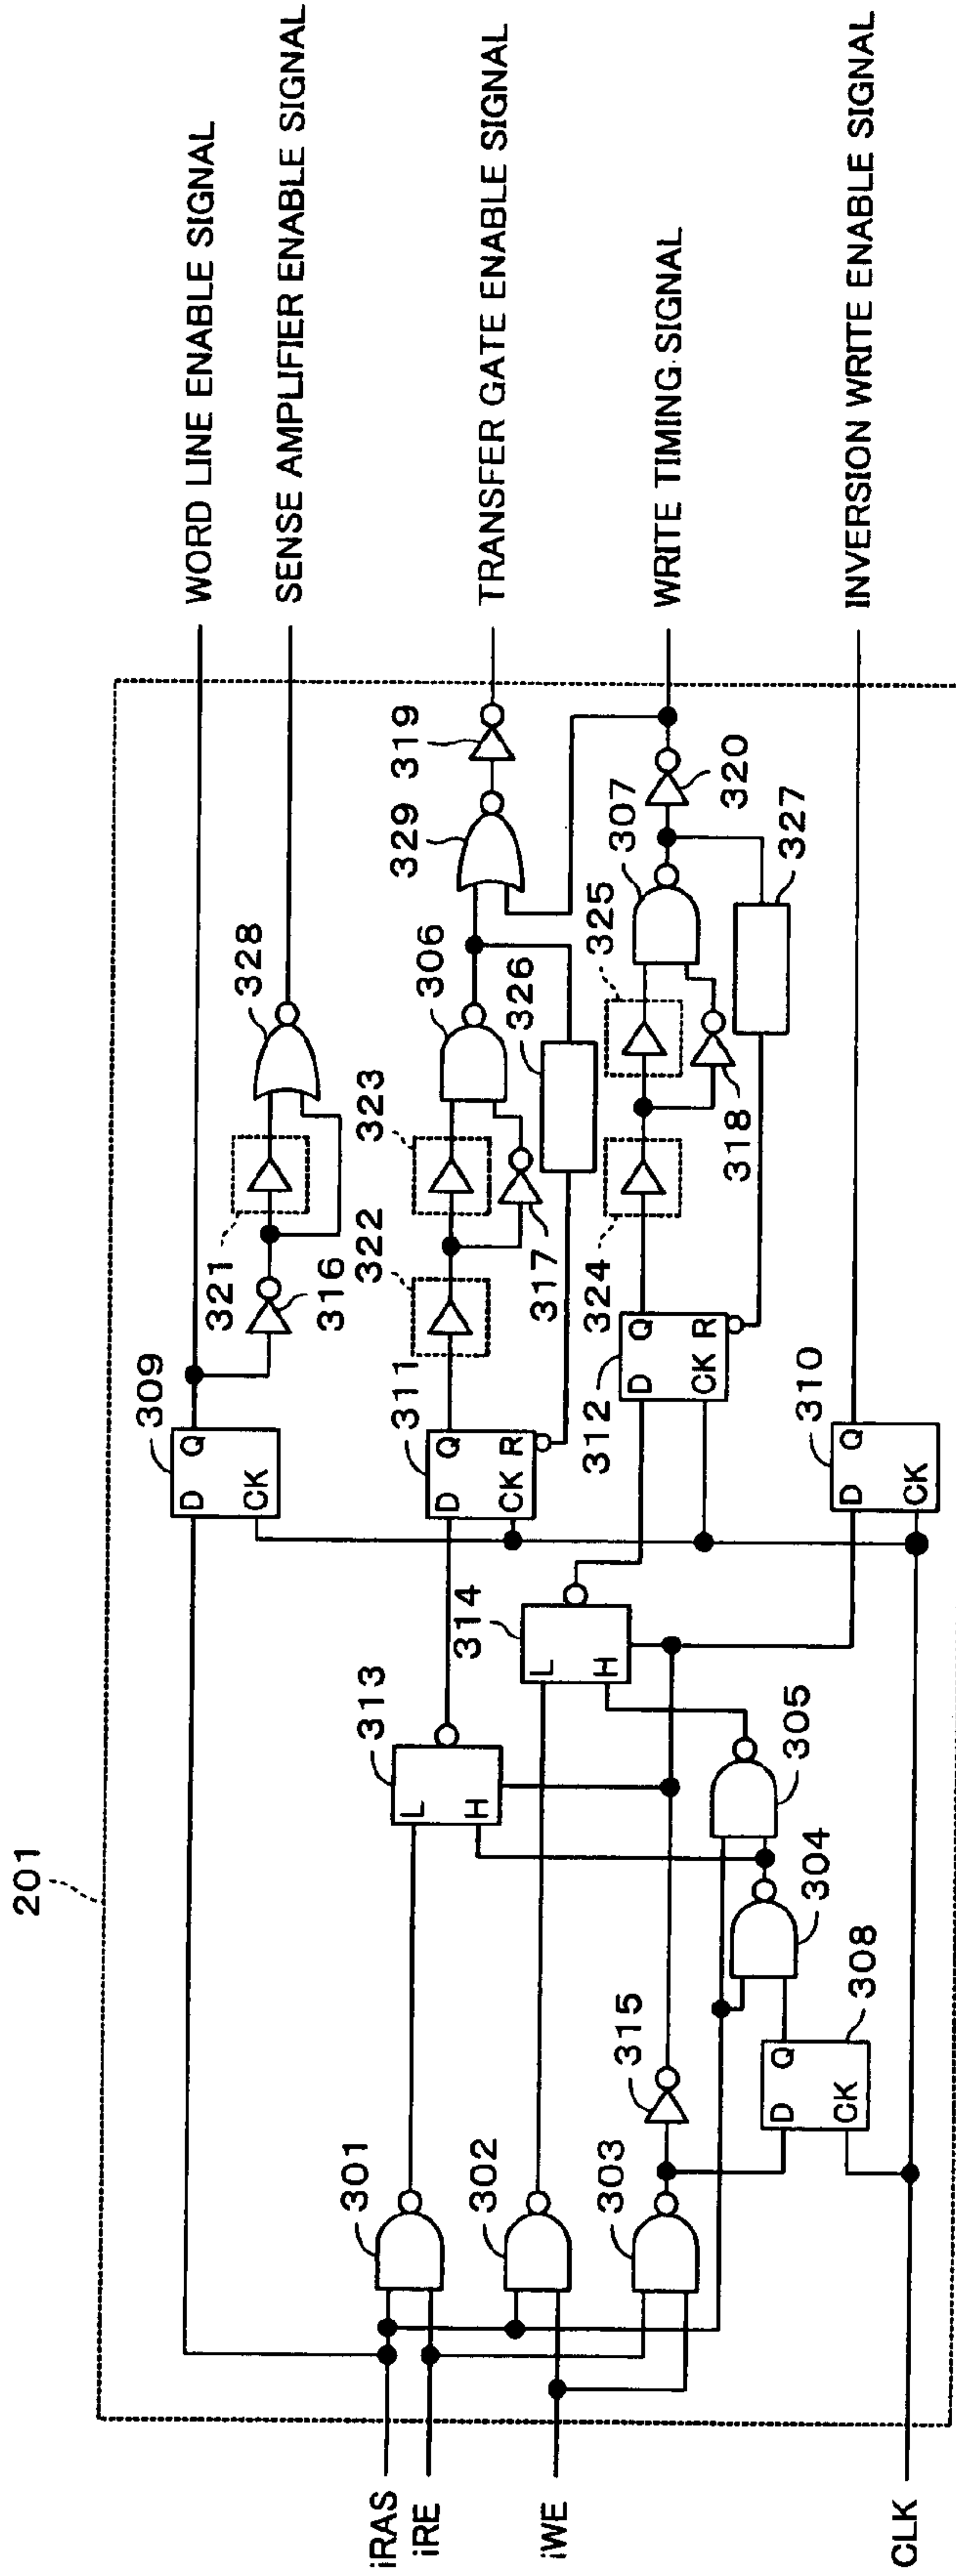 201
WORD LINE ENABLE SIGNAL
SENSE AMPLIFIER ENABLE SIGNAL
TRANSFER GATE ENABLE SIGNAL
WRITE TIMING SIGNAL
INVERSION WRITE ENABLE SIGNAL
iRAS
iRE
iWE
CLK
301
302
303
315
D
Q
CK
308
304
305
313
L
H
314
L
H
309
D
Q
CK
311
D
Q
CK
R
312
D
Q
CK
R
310
D
Q
CK
316
321
328
322
323
317
306
326
329
319
324
325
318
307
327
320